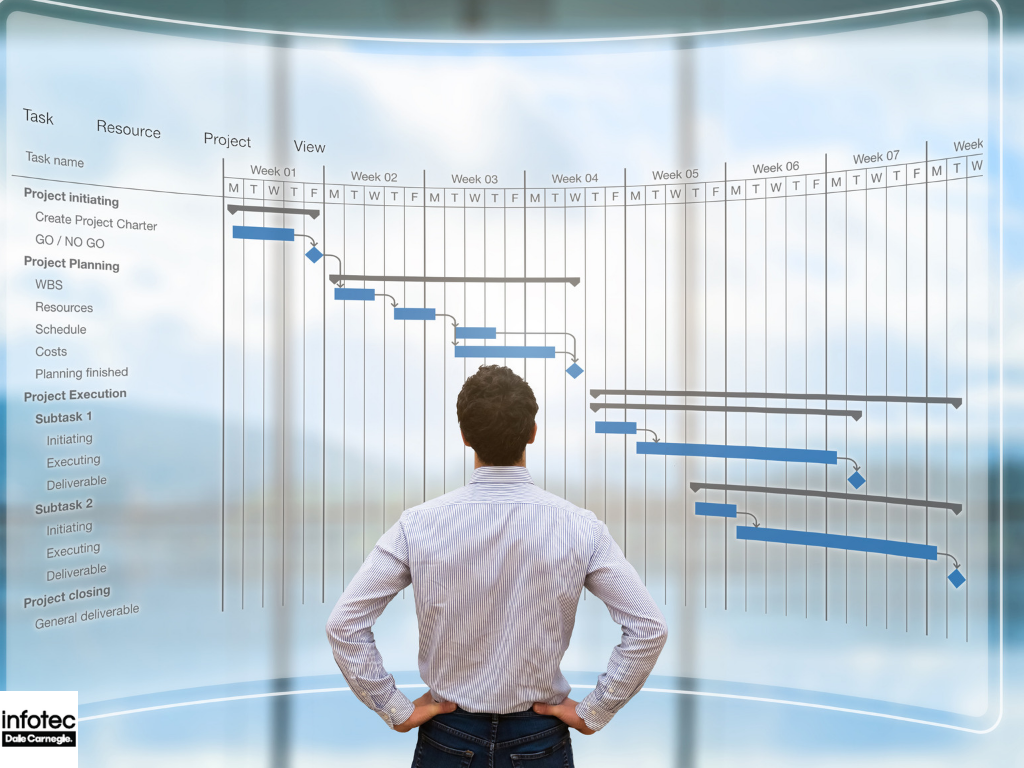 Task Resource Project View
Task name
Week 01 Week 02 Week 03 Week 04 Week 05 Week 06 Week 07 Week
M T W T F M T W T F M T W T F M T W T F M T W T F M T W T F M T W T F M T W
Project initiating
Create Project Charter
GO / NO GO
Project Planning
WBS
Resources
Schedule
Costs
Planning finished
Project Execution
Subtask 1
Initiating
Executing
Deliverable
Subtask 2
Initiating
Executing
Deliverable
Project closing
General deliverable
infotec
Dale Carnegie.